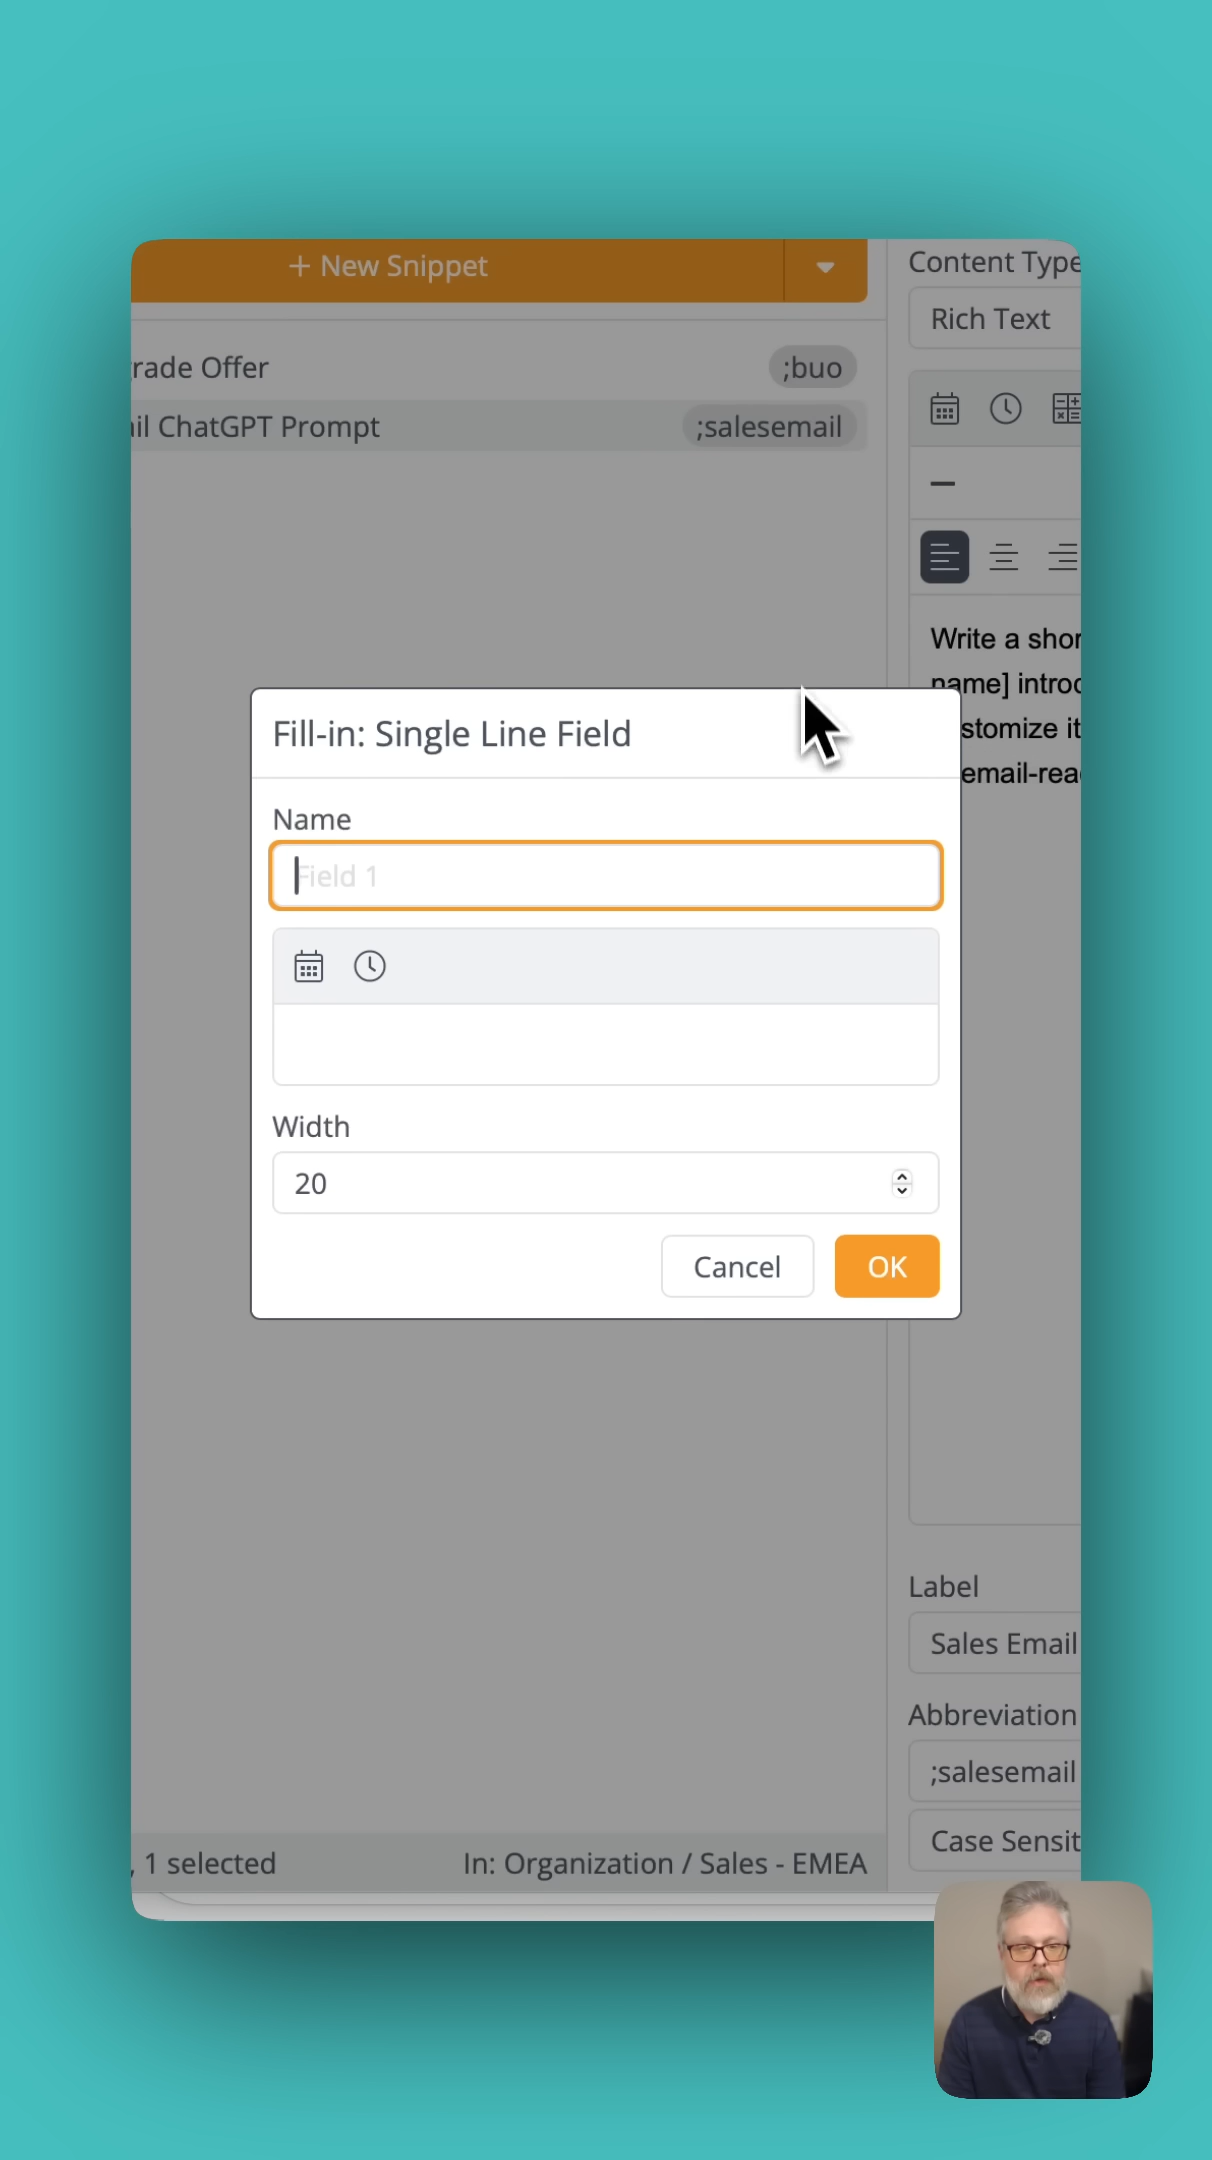 + New Snippet
Content Type
rade Offer
;buo
Rich Text
il ChatGPT Prompt
;salesemail
Write a shor
name] introd
stomize it
email-rea
Fill-in: Single Line Field
Name
Field 1
Width
20
Cancel
OK
Label
Sales Email
Abbreviation
;salesemail
Case Sensit
, 1 selected
In: Organization / Sales - EMEA